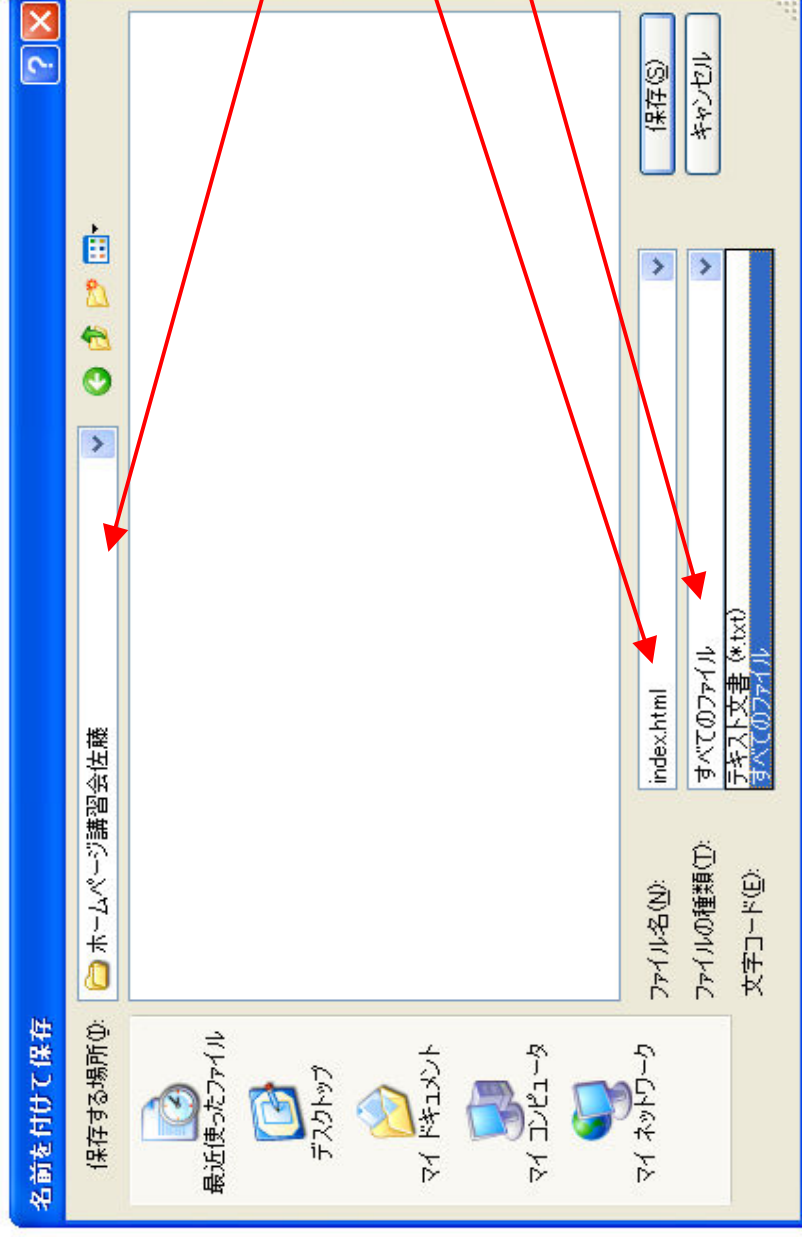 名前を付けて保存
保存する場所(I):
ホームページ講習会佐藤
最近使ったファイル
デスクトップ
マイ ドキュメント
マイ コンピュータ
マイ ネットワーク
ファイル名(N):
index.html
保存(S)
ファイルの種類(T):
すべてのファイル
キャンセル
テキスト文書 (*.txt)
すべてのファイル
文字コード(E):